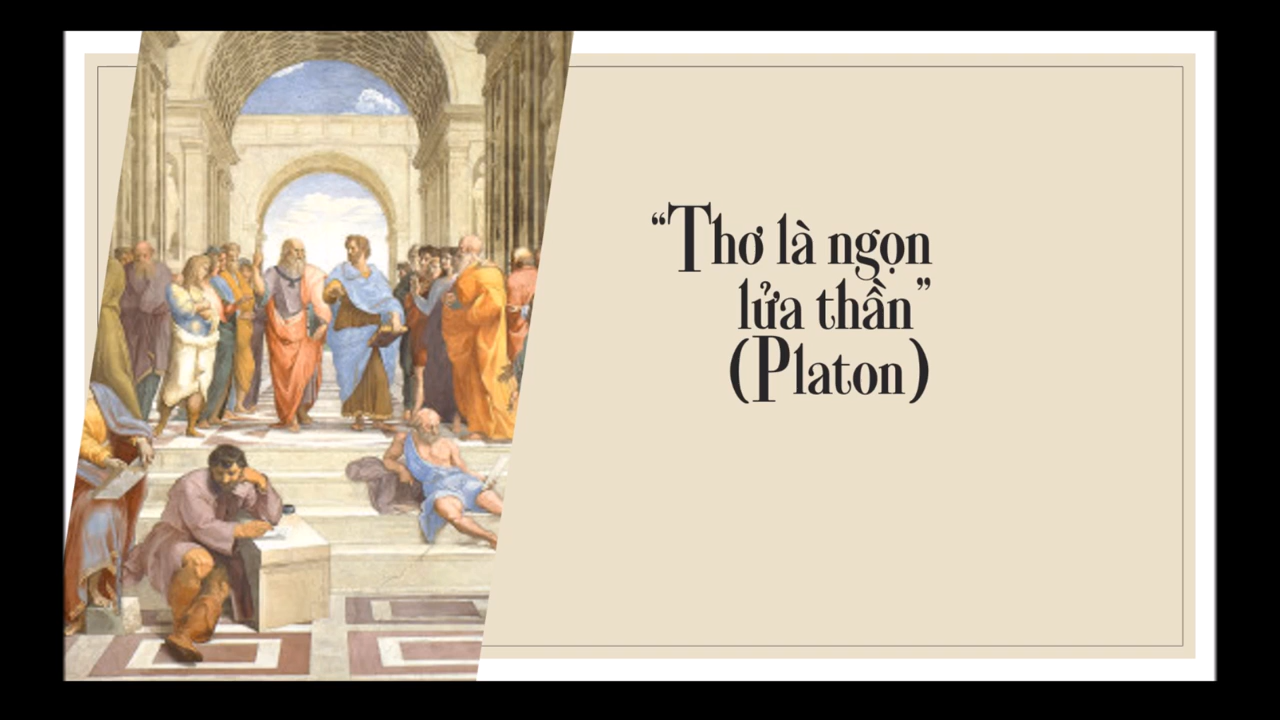 “Thơ là ngọn
lửa thần”
(Platon)